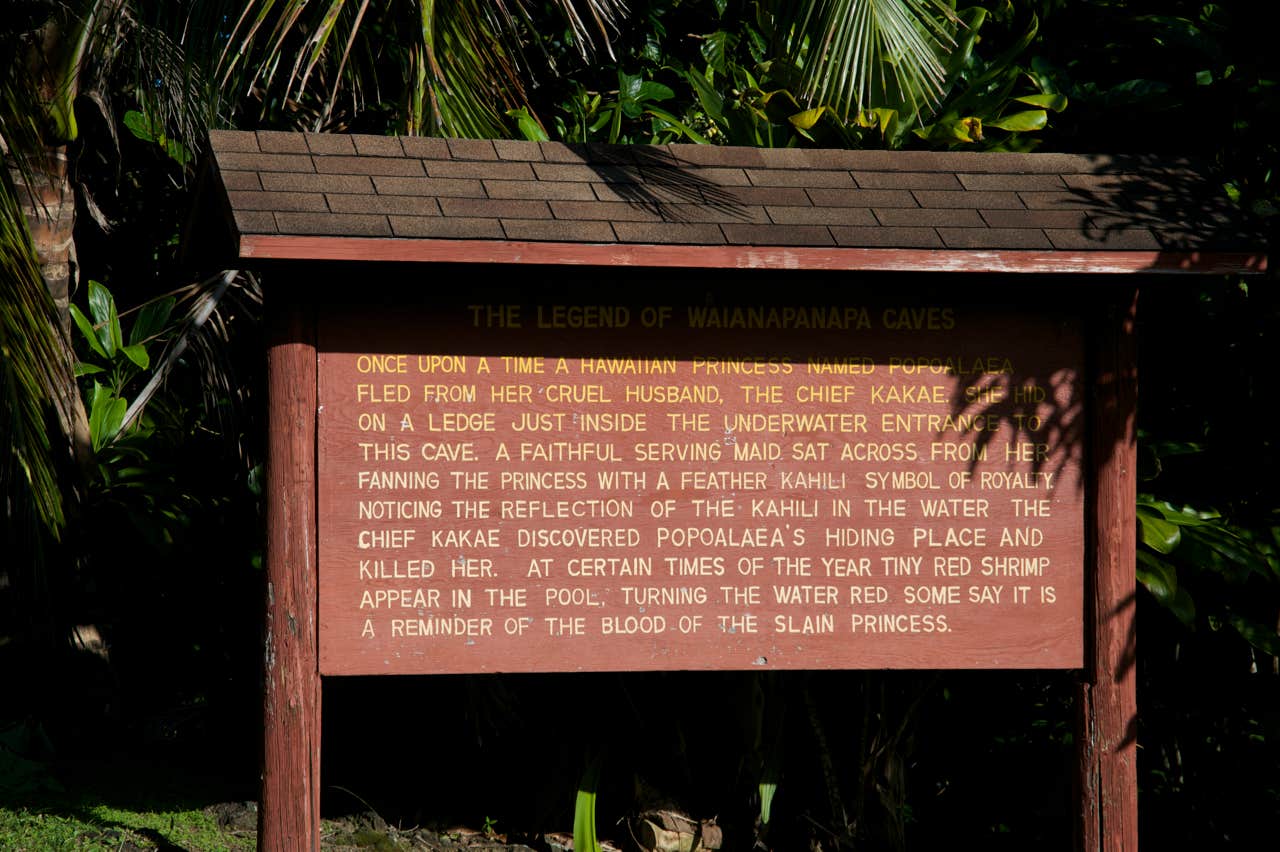 THE LEGEND OF WAIANAPANAPA CAVES
ONCE UPON A TIME A HAWAIIAN PRINCESS NAMED POPOALAEA
FLED FROM HER CRUEL HUSBAND, THE CHIEF KAKAE. SHE HID
ON A LEDGE JUST INSIDE THE UNDERWATER ENTRANCE TO
THIS CAVE. A FAITHFUL SERVING MAID SAT ACROSS FROM HER
FANNING THE PRINCESS WITH A FEATHER KAHILI SYMBOL OF ROYALTY.
NOTICING THE REFLECTION OF THE KAHILI IN THE WATER THE
CHIEF KAKAE DISCOVERED POPOALAEA'S HIDING PLACE AND
KILLED HER. AT CERTAIN TIMES OF THE YEAR TINY RED SHRIMP
APPEAR IN THE POOL, TURNING THE WATER RED. SOME SAY IT IS
A REMINDER OF THE BLOOD OF THE SLAIN PRINCESS.